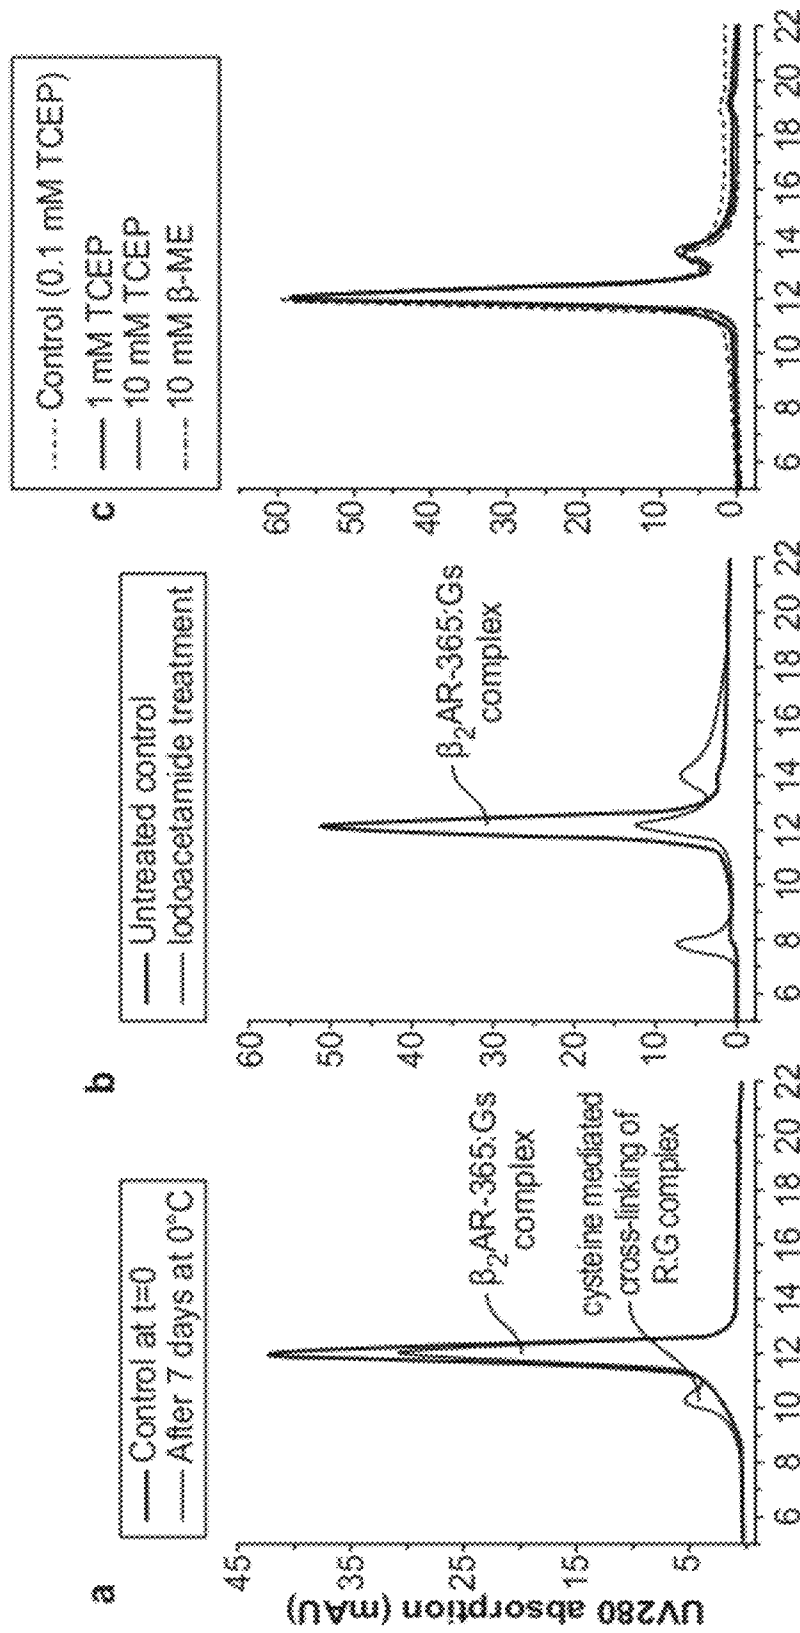 a
Control at t=0
After 7 days at 0°C
UV280 absorption (mAU)
45
35
25
15
5
β₂AR-365:Gs
complex
cysteine mediated
cross-linking of
R:G complex
6 8 10 12 14 16 18 20 22
b
Untreated control
Iodoacetamide treatment
60
50
40
30
20
10
0
β₂AR-365:Gs
complex
6 8 10 12 14 16 18 20 22
c
Control (0.1 mM TCEP)
1 mM TCEP
10 mM TCEP
10 mM β-ME
60
50
40
30
20
10
0
6 8 10 12 14 16 18 20 22